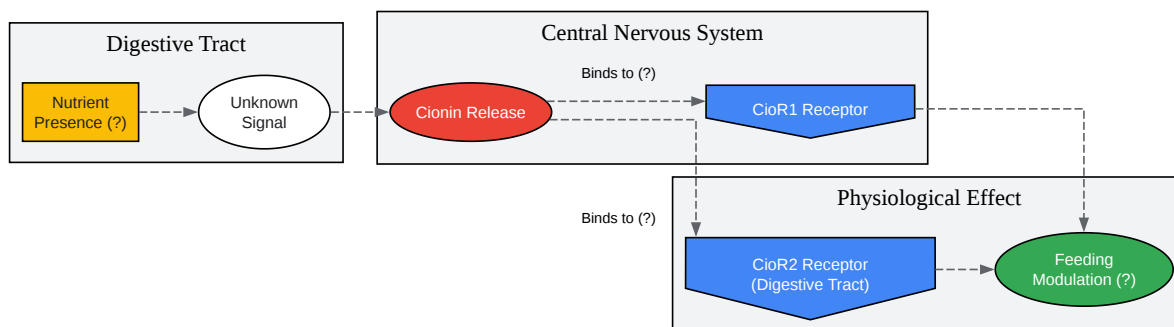 Digestive Tract
Central Nervous System
Nutrient
Presence (?)
Unknown
Signal
Cionin Release
Binds to (?)
CioR1 Receptor
Physiological Effect
Binds to (?)
CioR2 Receptor
(Digestive Tract)
Feeding
Modulation (?)